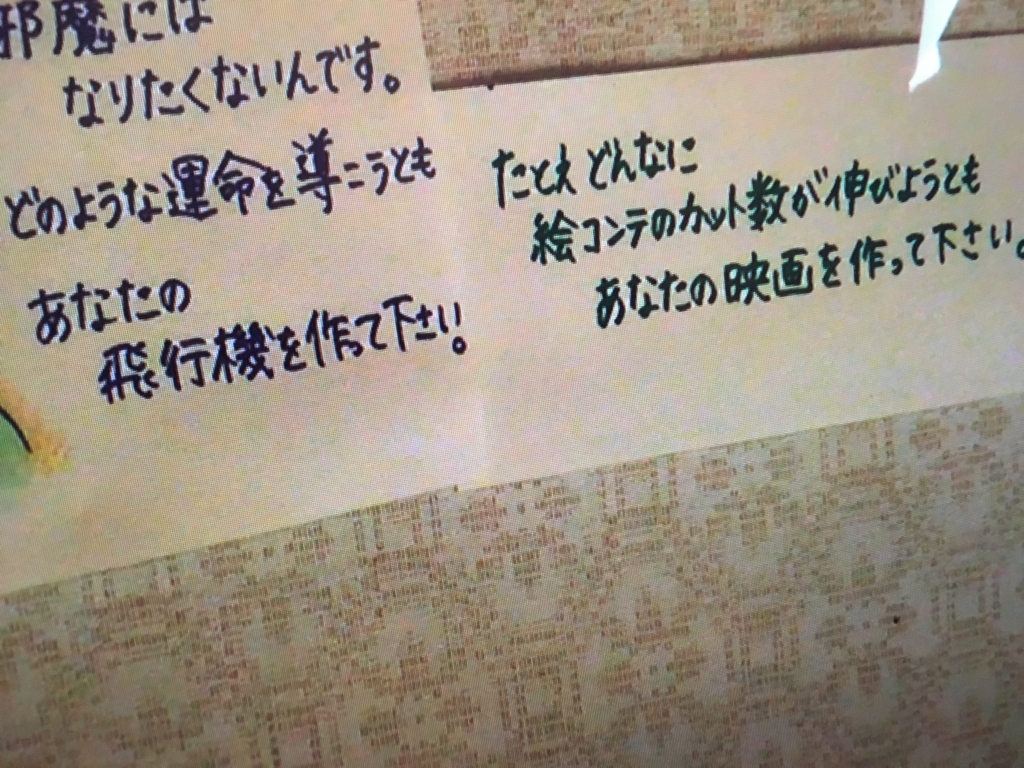 邪魔には
なりたくないんです。
どのような運命を導こうとも
あなたの
飛行機を作って下さい。
たとえどんなに
絵コンテのカット数が伸びようとも
あなたの映画を作って下さい。